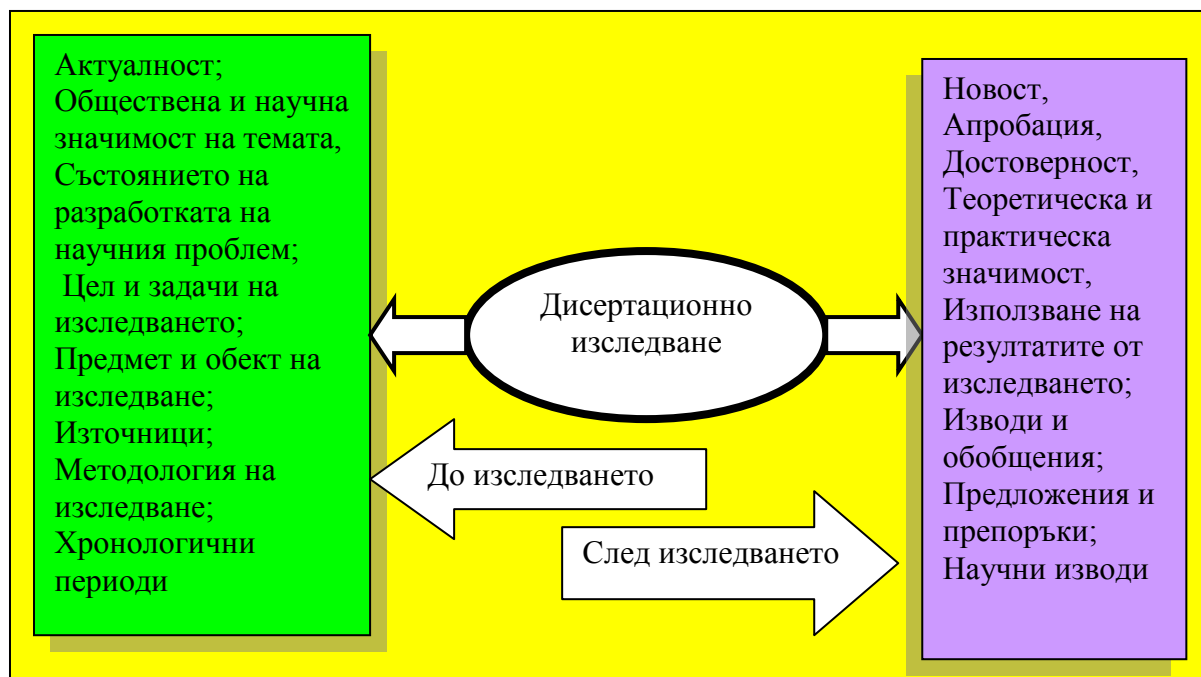 Актуалност;
Обществена и научна
значимост на темата,
Състоянието на
разработката на
научния проблем;
Цел и задачи на
изследването;
Предмет и обект на
изследване;
Източници;
Методология на
изследване;
Хронологични
периоди
Дисертационно
изследване
До изследването
След изследването
Новост,
Апробация,
Достоверност,
Теоретическа и
практическа
значимост,
Използване на
резултатите от
изследването;
Изводи и
обобщения;
Предложения и
препоръки;
Научни изводи